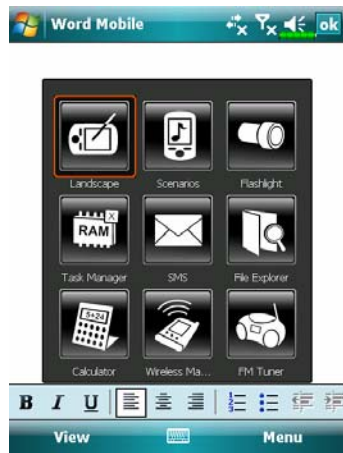 Word Mobile ok
Landscape Scenarios Flashlight
RAM X
Task Manager SMS File Explorer
5+24
Calculator Wireless Ma... FM Tuner
B I U
View Menu